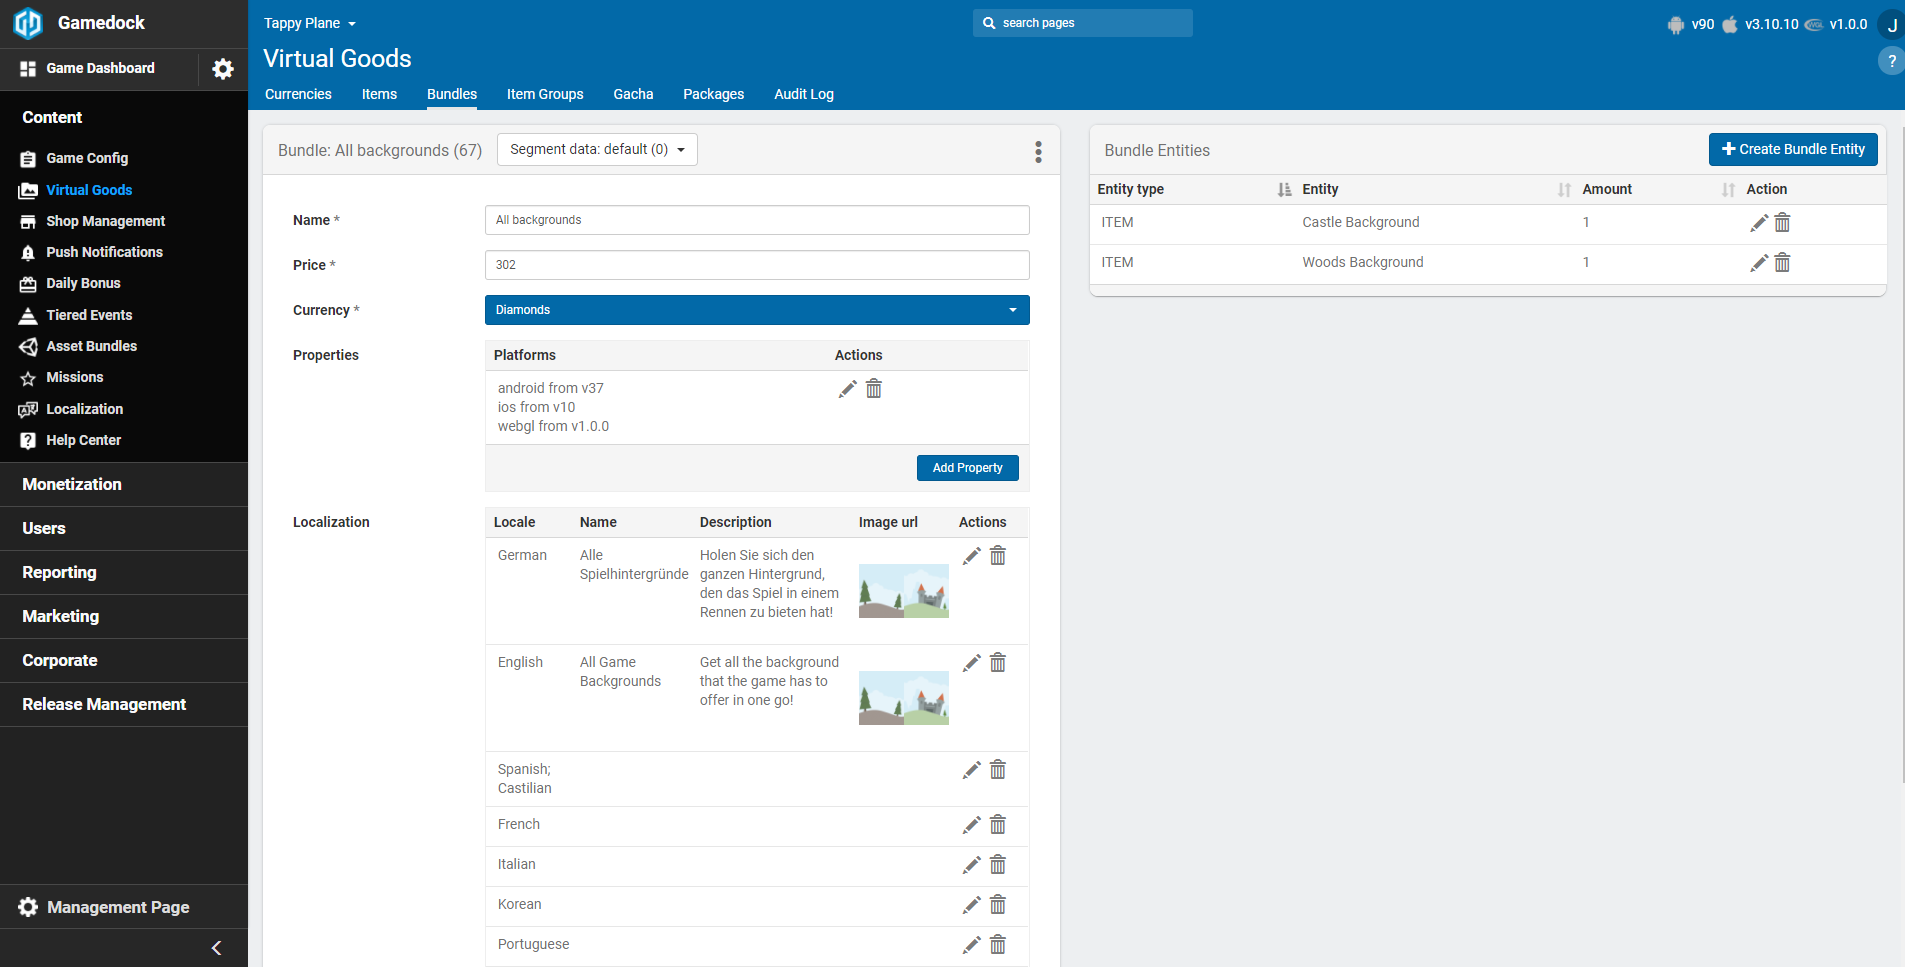 Gamedock
Game Dashboard
Content
Game Config
Virtual Goods
Shop Management
Push Notifications
Daily Bonus
Tiered Events
Asset Bundles
Missions
Localization
Help Center
Monetization
Users
Reporting
Marketing
Corporate
Release Management
Management Page
Tappy Plane
search pages
v90 v3.10.10 v1.0.0 J
Virtual Goods
?
Currencies Items Bundles Item Groups Gacha Packages Audit Log
Bundle: All backgrounds (67) Segment data: default (0)
Name * All backgrounds
Price * 302
Currency * Diamonds
Properties Platforms Actions
android from v37
ios from v10
webgl from v1.0.0
Add Property
Localization Locale Name Description Image url Actions
German Alle Holen Sie sich den
Spielhintergründe ganzen Hintergrund,
den das Spiel in einem
Rennen zu bieten hat!
English All Game Get all the background
Backgrounds that the game has to
offer in one go!
Spanish;
Castilian
French
Italian
Korean
Portuguese
Bundle Entities + Create Bundle Entity
Entity type Entity Amount Action
ITEM Castle Background 1
ITEM Woods Background 1